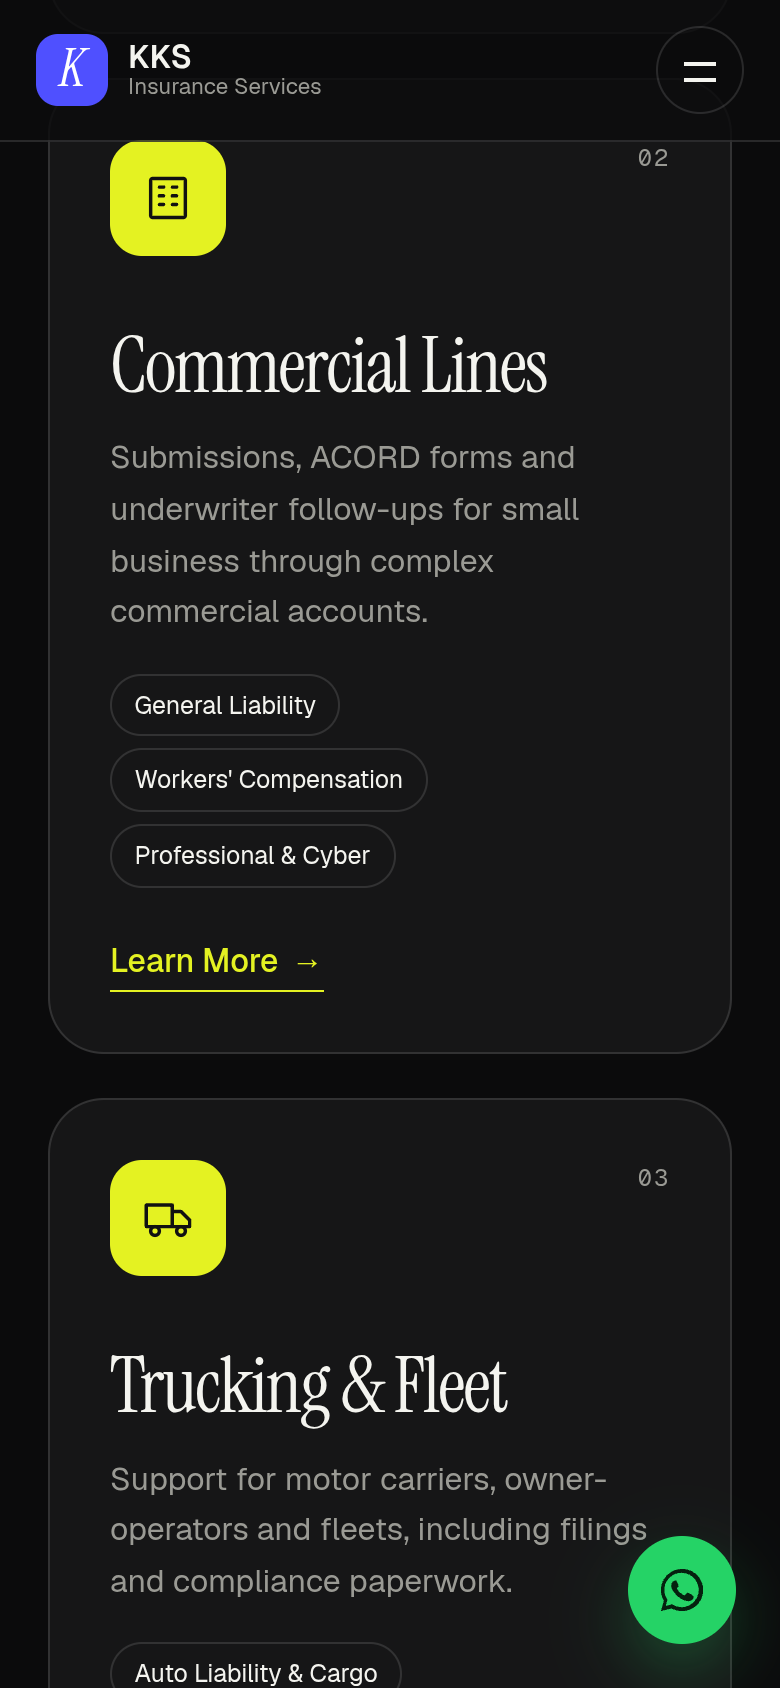 K
KKS
Insurance Services
02
Commercial Lines
Submissions, ACORD forms and
underwriter follow-ups for small
business through complex
commercial accounts.
General Liability
Workers' Compensation
Professional & Cyber
Learn More →
03
Trucking & Fleet
Support for motor carriers, owner-
operators and fleets, including filings
and compliance paperwork.
Auto Liability & Cargo